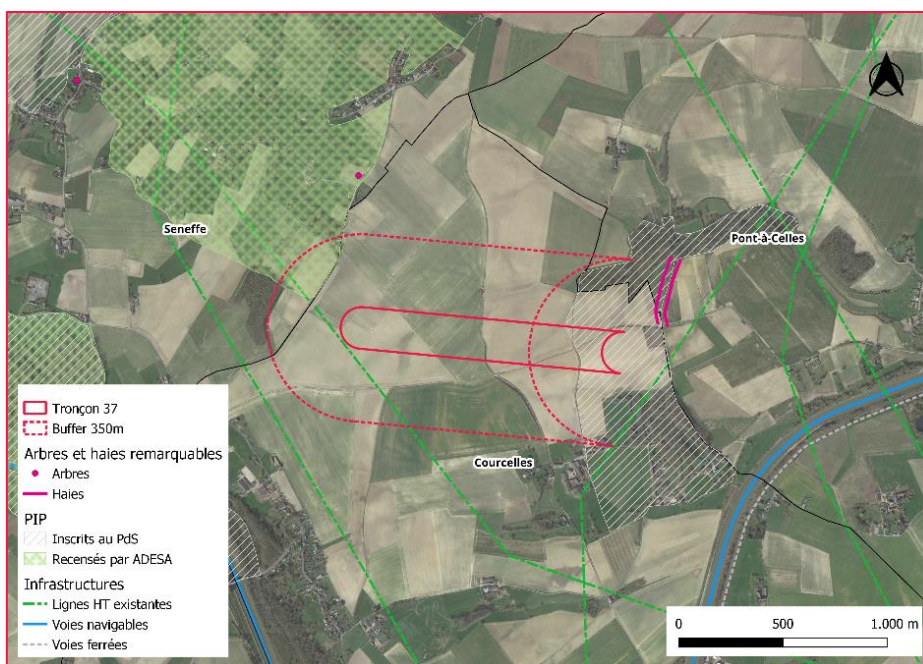 Seneffe
Pont-à-Celles
Courcelles
Tronçon 37
Buffer 350m
Arbres et haies remarquables
Arbres
Haies
PIP
Inscrits au PdS
Recensés par ADESA
Infrastructures
Lignes HT existantes
Voies navigables
Voies ferrées
0 500 1.000 m